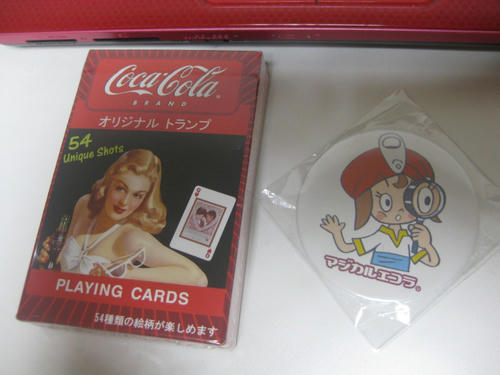 Coca-Cola®
BRAND
オリジナル トランプ
54
Unique Shots
PLAYING CARDS
54種類の絵柄が楽しめます
マジカルエコラ®